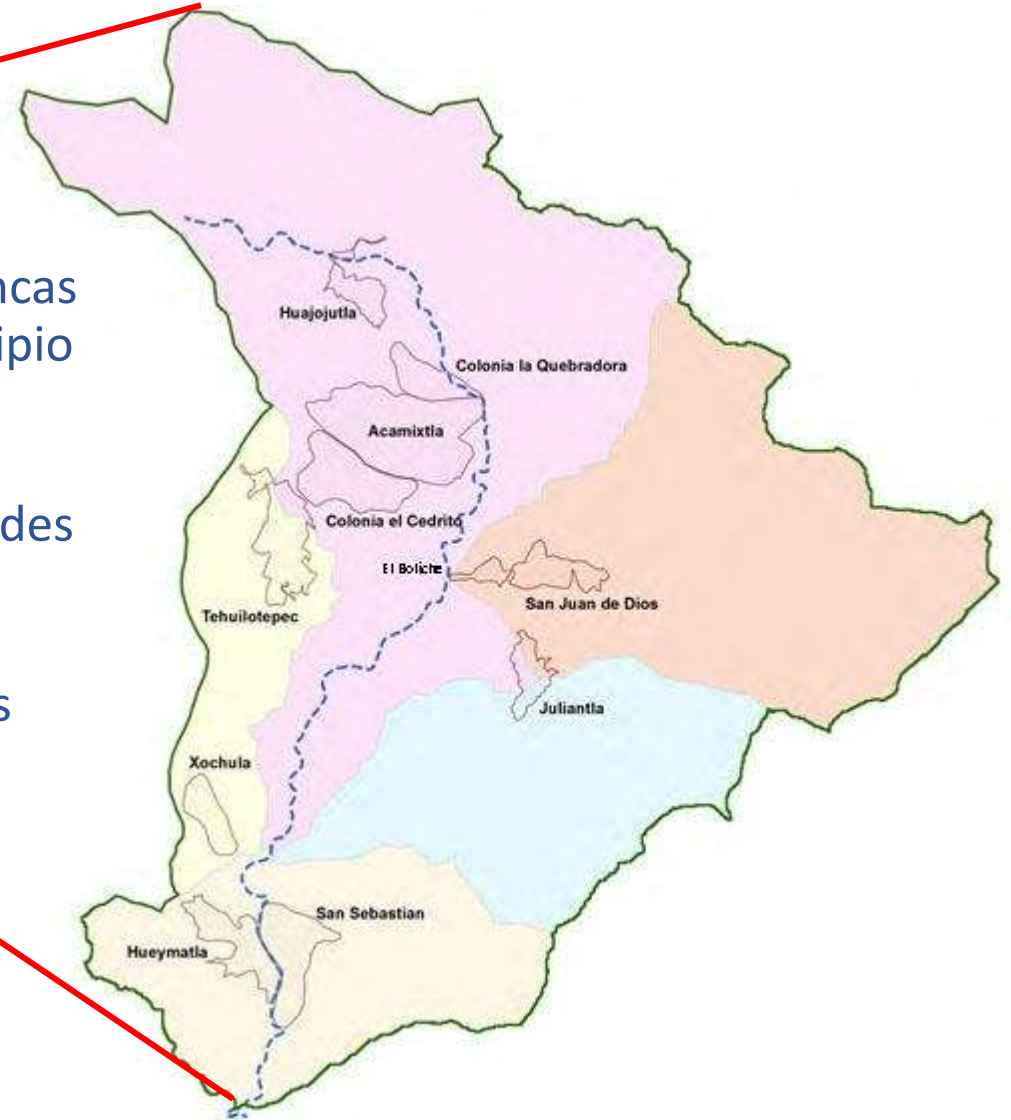 ncas
ipio
des
s
Huajojutla
Colonia la Quebradora
Acamixtla
Colonia el Cedrito
El Boliche
San Juan de Dios
Tehuilotepec
Juliantla
Xochula
San Sebastian
Hueymatla